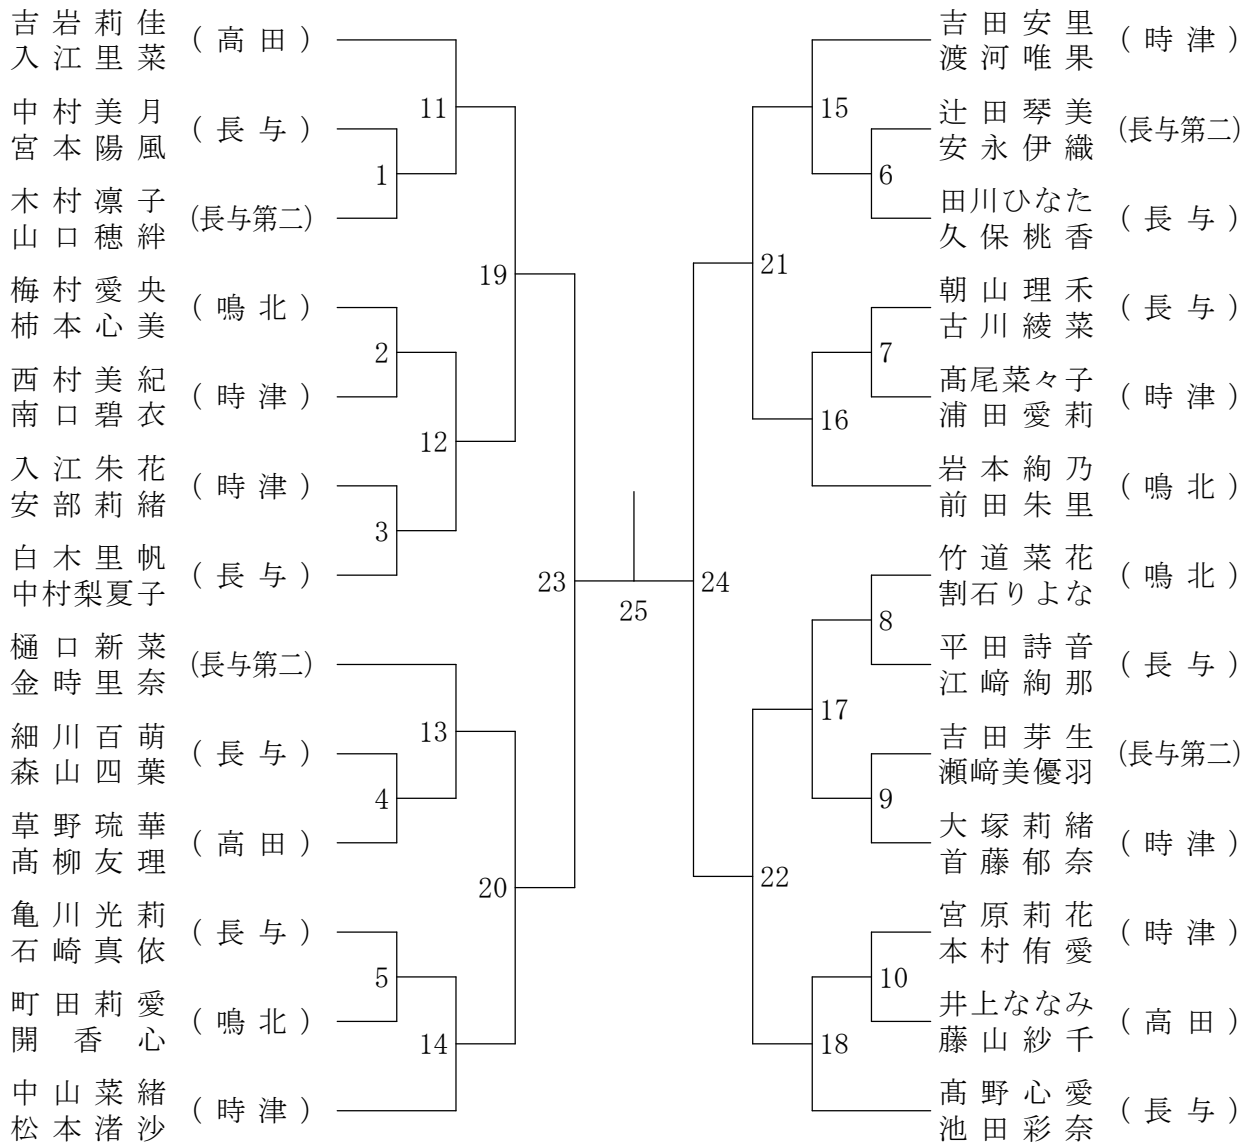 吉岩莉佳
入江里菜
(高田)
中村美月
宮本陽風
(長与)
木村凛子
山口穂絆
(長与第二)
梅村愛央
柿本心美
(鳴北)
西村美紀
南口碧衣
(時津)
入江朱花
安部莉緒
(時津)
白木里帆
中村梨夏子
(長与)
樋口新菜
金時里奈
(長与第二)
細川百萌
森山四葉
(長与)
草野琉華
髙柳友理
(高田)
亀川光莉
石崎真依
(長与)
町田莉愛
開香心
(鳴北)
中山菜緒
松本渚沙
(時津)
11
1
19
2
12
3
23
13
4
20
5
14
25
15
6
21
7
16
24
8
17
9
22
10
18
吉田安里
渡河唯果
(時津)
辻田琴美
安永伊織
(長与第二)
田川ひなた
久保桃香
(長与)
朝山理禾
古川綾菜
(長与)
髙尾菜々子
浦田愛莉
(時津)
岩本絢乃
前田朱里
(鳴北)
竹道菜花
割石りよな
(鳴北)
平田詩音
江﨑絢那
(長与)
吉田芽生
瀬﨑美優羽
(長与第二)
大塚莉緒
首藤郁奈
(時津)
宮原莉花
本村侑愛
(時津)
井上ななみ
藤山紗千
(高田)
髙野心愛
池田彩奈
(長与)